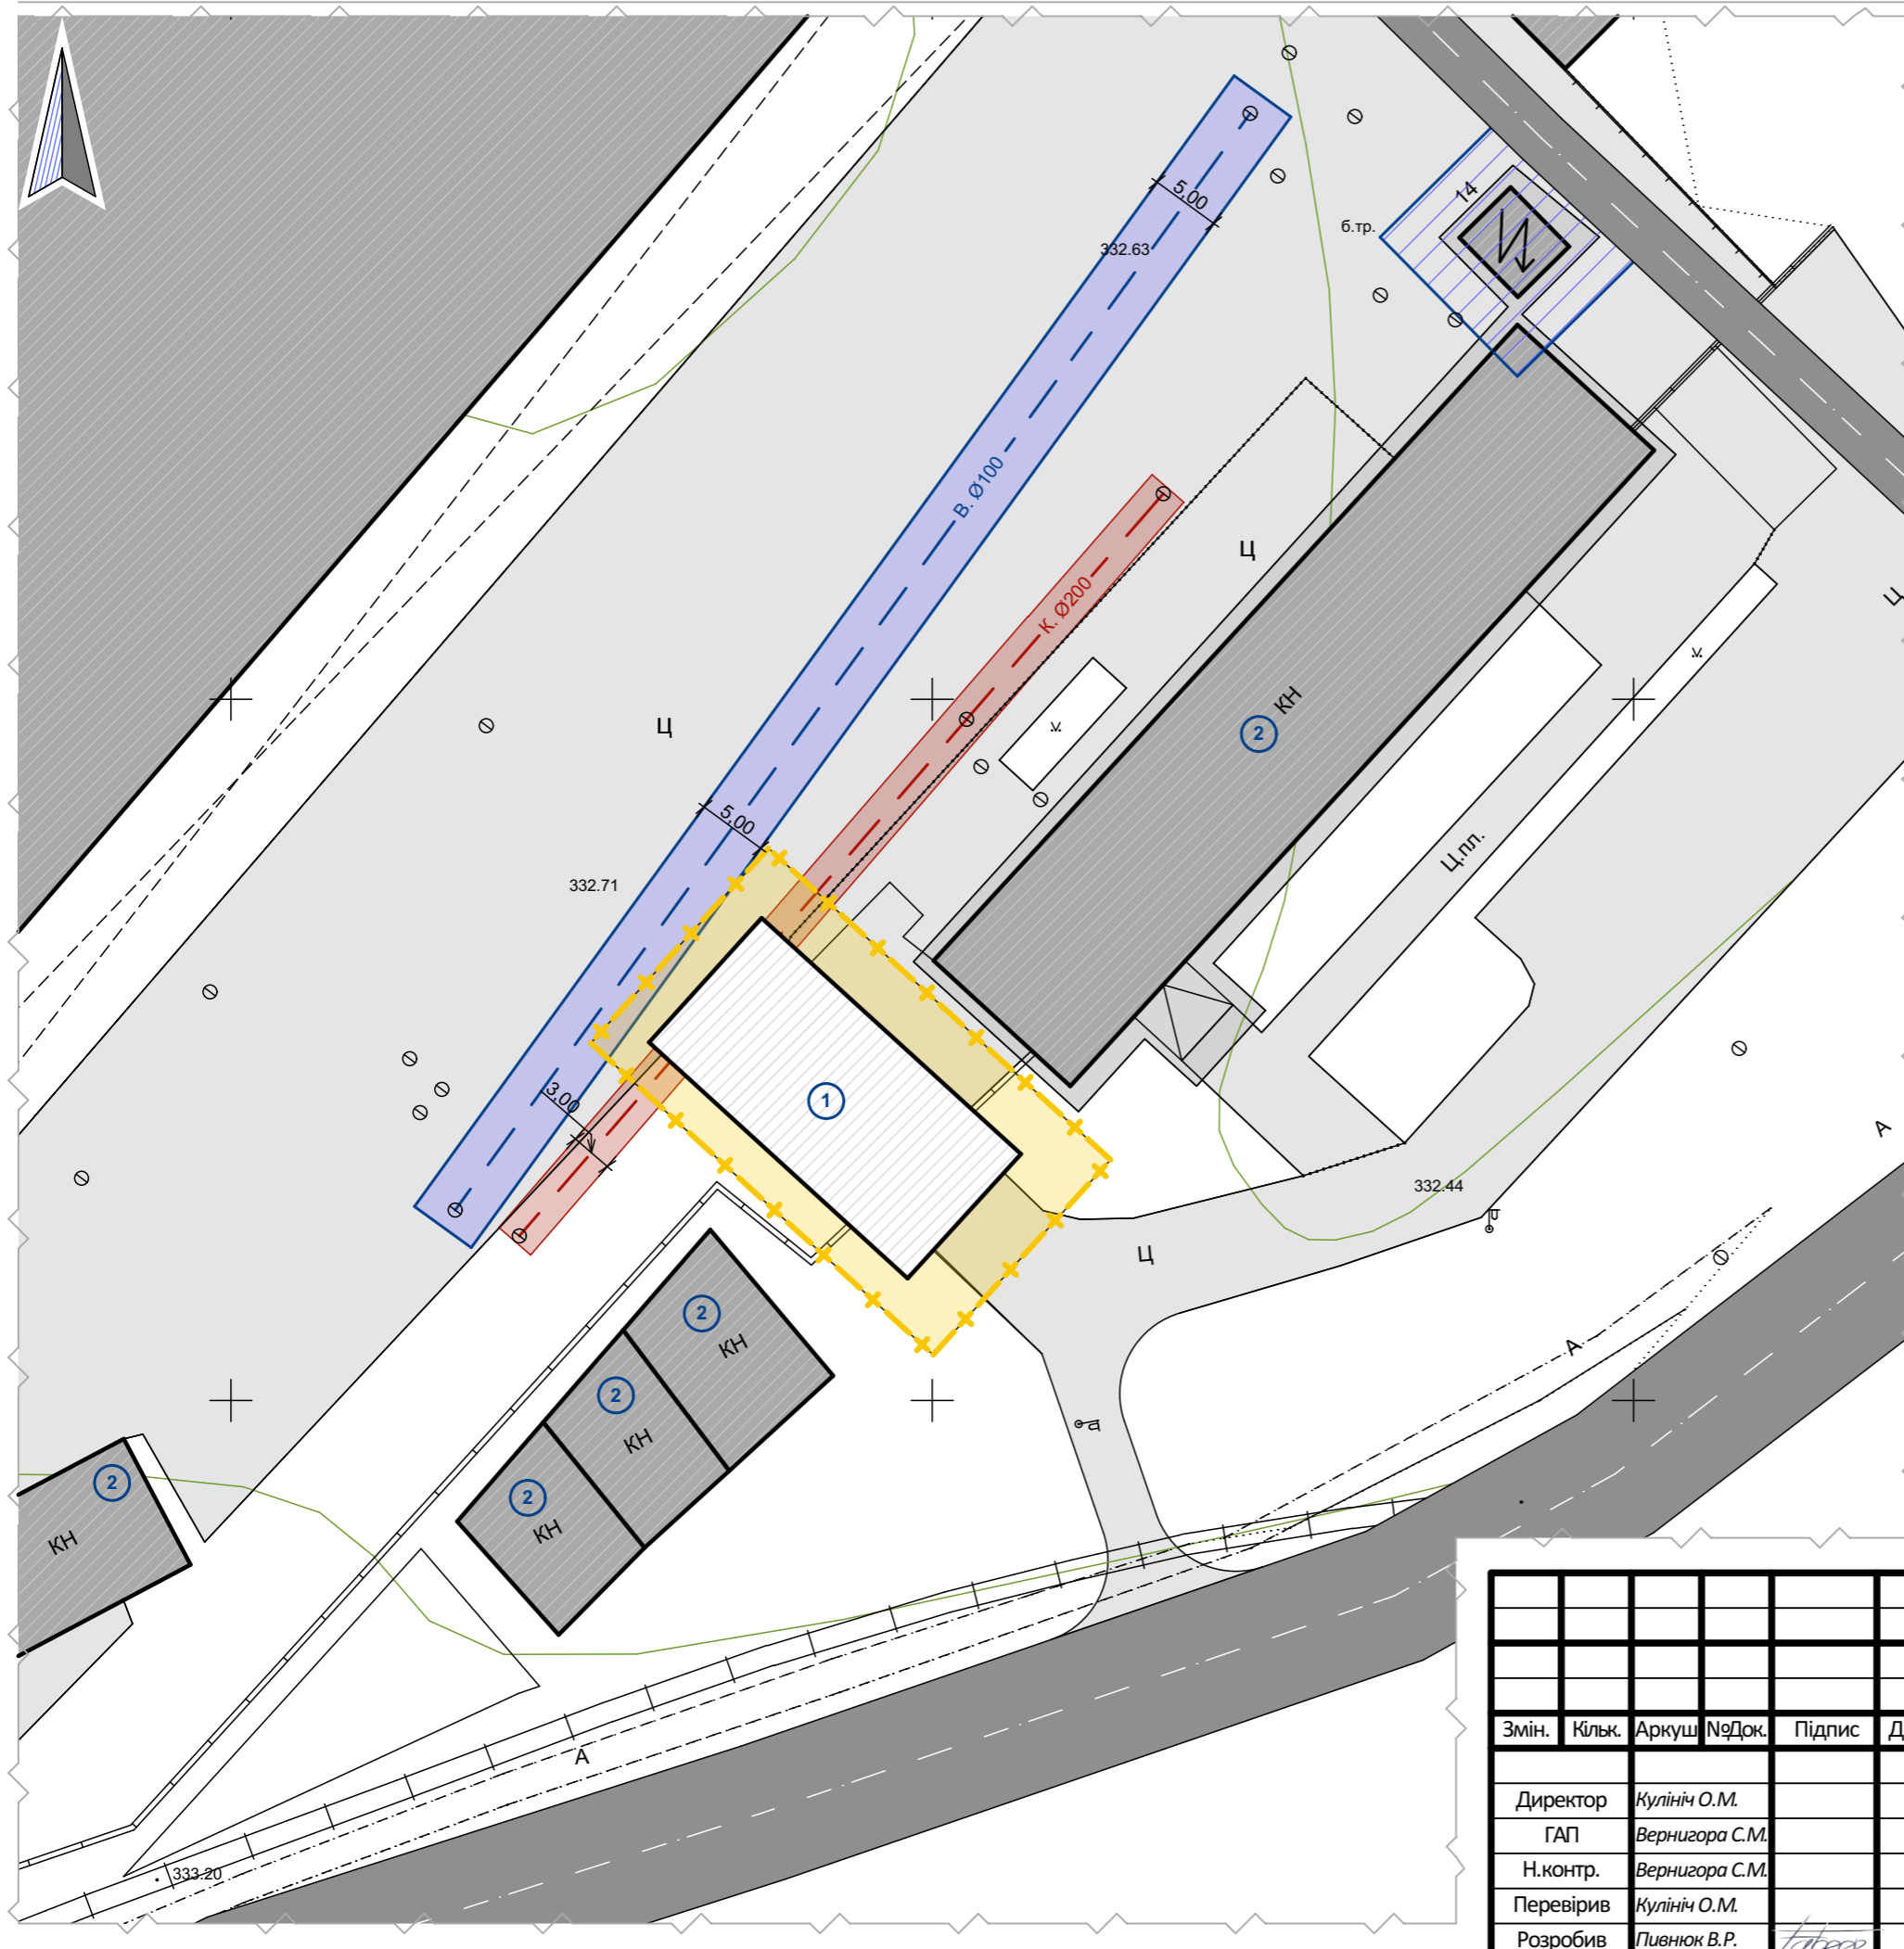 14
5,00
б.тр.
332.63
В. Ø100
Ц
К. Ø200
Ц
к.
КН
2
Ц
к.
5,00
Ц.пл.
332.71
3,00
1
А
332.44
Ц
2
КН
А
2
КН
2
КН
2
КН
А
333.20
Змін. Кільк. Аркуш №Док. Підпис
Директор Кулініч О.М.
ГАП Вернигора С.М.
Н.контр. Вернигора С.М.
Перевірив Кулініч О.М.
Розробив Пивнюк В.Р.